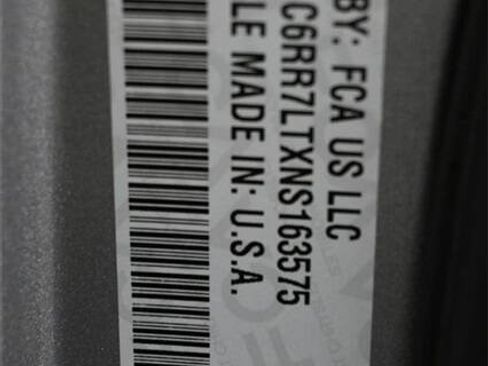 BY: FCA US LLC
C6RR7LTXNS163575
LE MADE IN: U.S.A.